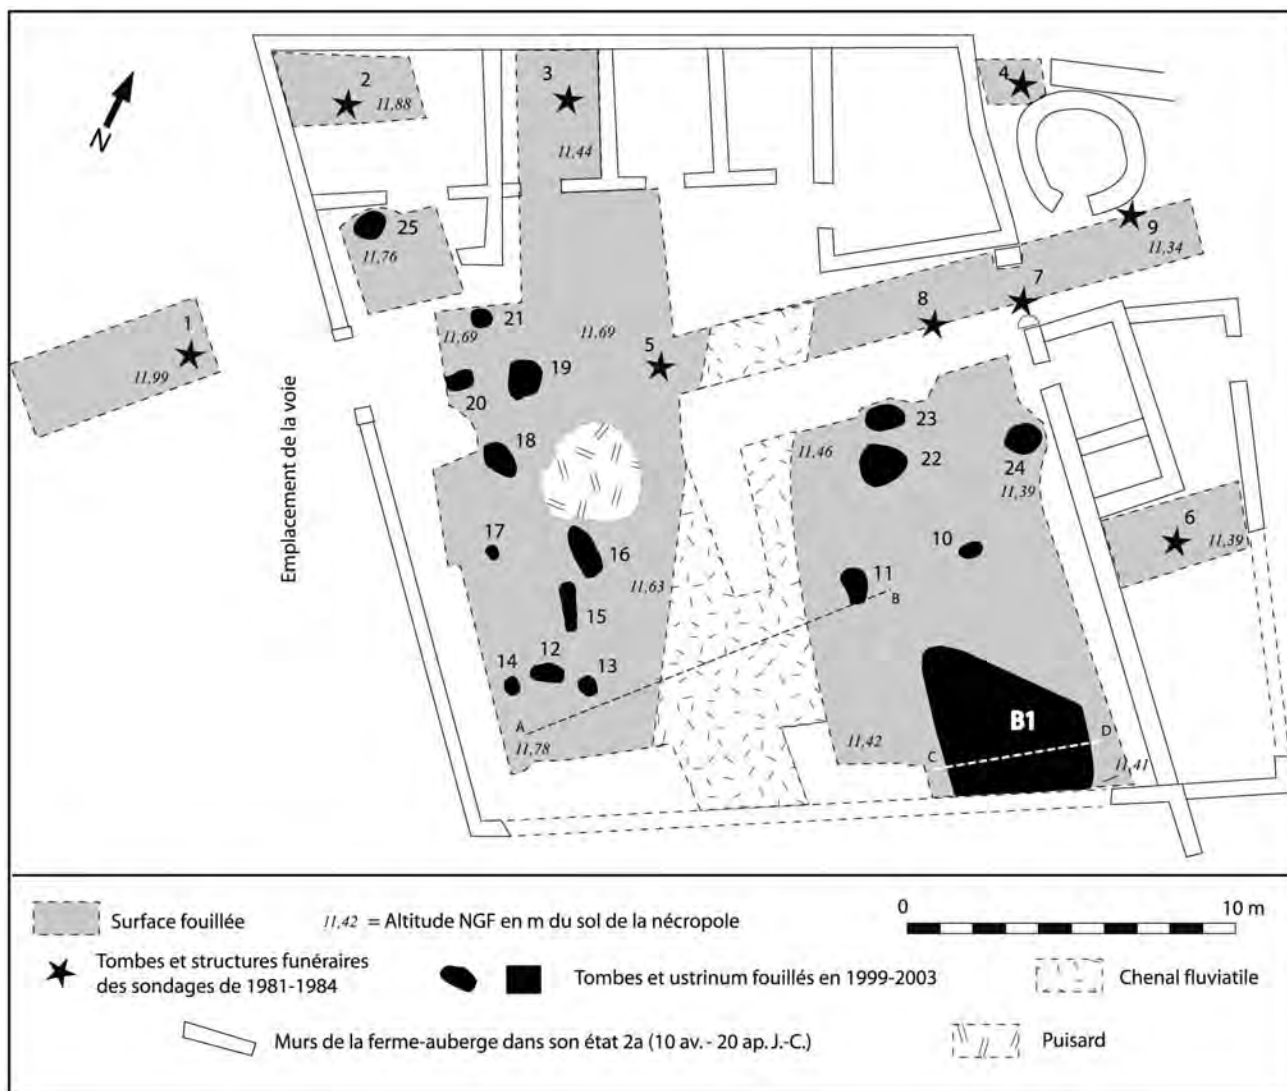 N
1
11,99
2
11,88
3
11,44
4
9
11,34
7
8
25
11,76
21
11,69
11,69
5
19
20
18
Emplacement de la voie
23
22
11,46
24
11,39
6
11,39
17
16
11,63
15
10
11
B
14
12
13
A
11,78
B1
11,42
C
D
11,41
Surface fouillée
11,42 = Altitude NGF en m du sol de la nécropole
0
10 m
Tombes et structures funéraires
des sondages de 1981-1984
Tombes et ustrinum fouillés en 1999-2003
Chenal fluviatile
Murs de la ferme-auberge dans son état 2a (10 av. - 20 ap. J.-C.)
Puisard